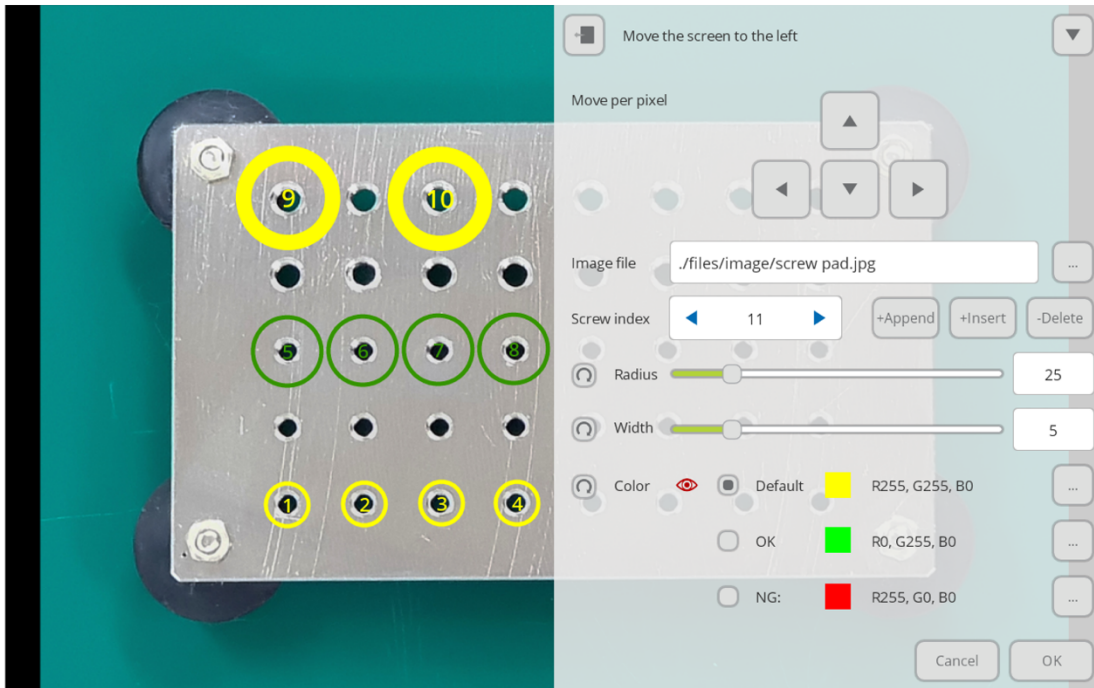 Move the screen to the left
Move per pixel
9
10
Image file ./files/image/screw pad.jpg ...
Screw index 11 +Append +Insert -Delete
5 6 7 8
Radius 25
Width 5
Color Default R255, G255, B0 ...
1 2 3 4
OK R0, G255, B0 ...
NG: R255, G0, B0 ...
Cancel OK